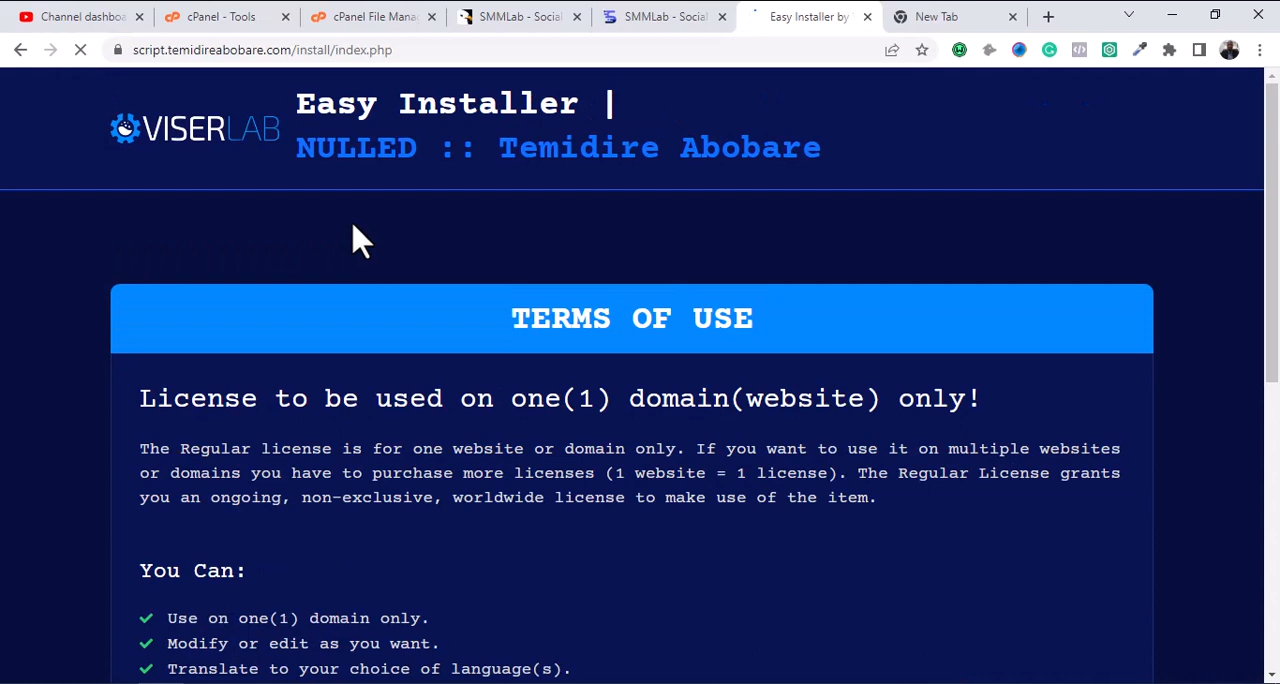 Channel dashboa
cPanel - Tools
cPanel File Mana
SMMLab - Social
SMMLab - Social
Easy Installer by
New Tab
script.temidireabobare.com/install/index.php
VISERLAB
Easy Installer |
NULLED :: Temidire Abobare
TERMS OF USE
License to be used on one(1) domain(website) only!
The Regular license is for one website or domain only. If you want to use it on multiple websites
or domains you have to purchase more licenses (1 website = 1 license). The Regular License grants
you an ongoing, non-exclusive, worldwide license to make use of the item.
You Can:
Use on one(1) domain only.
Modify or edit as you want.
Translate to your choice of language(s).